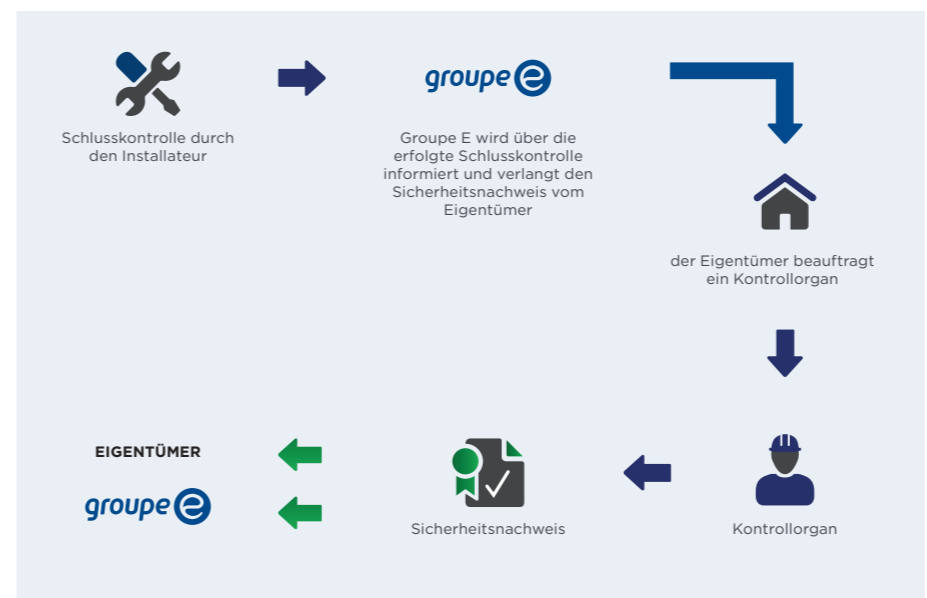 Schlusskontrolle durch
den Installateur
groupe e
Groupe E wird über die
erfolgte Schlusskontrolle
informiert und verlangt den
Sicherheitsnachweis vom
Eigentümer
der Eigentümer beauftragt
ein Kontrollorgan
Kontrollorgan
Sicherheitsnachweis
EIGENTÜMER
groupe e